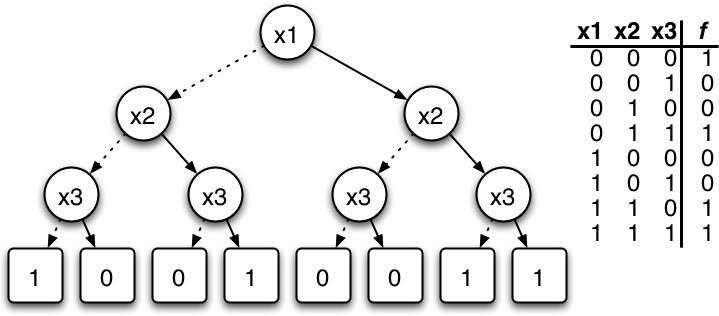 x1
x2 x2
x3 x3 x3 x3
1 0 0 1 0 0 1 1
x1 x2 x3 f
0 0 0 1
0 0 1 0
0 1 0 0
0 1 1 1
1 0 0 0
1 0 1 0
1 1 0 1
1 1 1 1